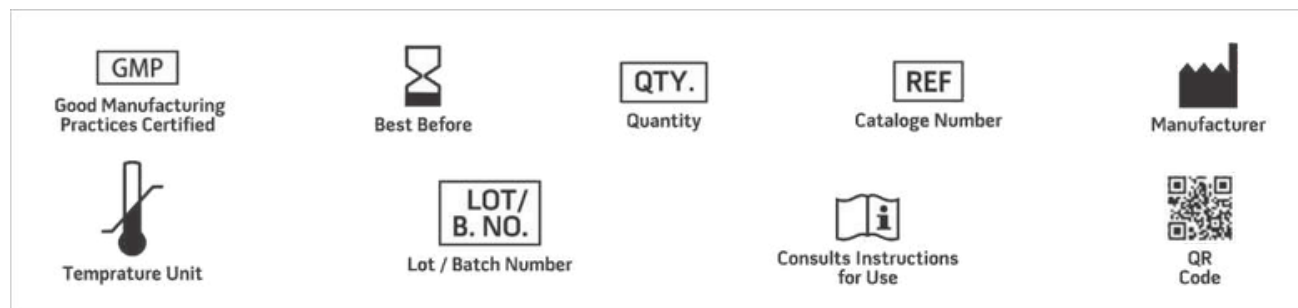 GMP
Good Manufacturing
Practices Certified
Best Before
QTY.
Quantity
REF
Cataloge Number
Manufacturer
Temprature Unit
LOT/
B. NO.
Lot / Batch Number
i
Consults Instructions
for Use
QR
Code